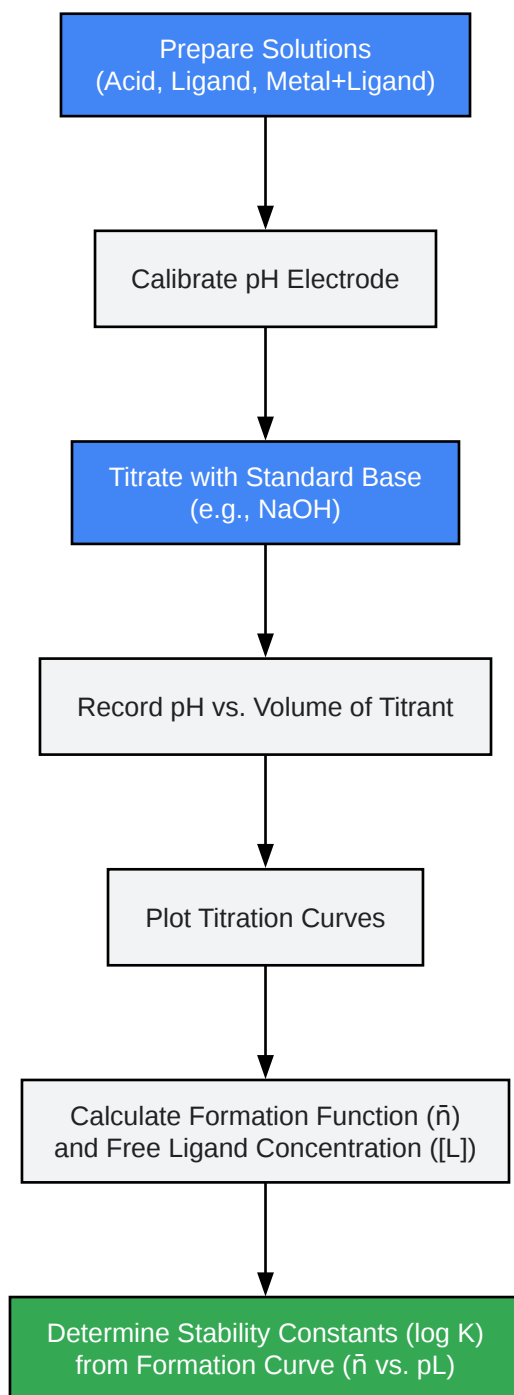 Prepare Solutions
(Acid, Ligand, Metal+Ligand)
Calibrate pH Electrode
Titrate with Standard Base
(e.g., NaOH)
Record pH vs. Volume of Titrant
Plot Titration Curves
Calculate Formation Function (n̄)
and Free Ligand Concentration ([L])
Determine Stability Constants (log K)
from Formation Curve (n̄ vs. pL)